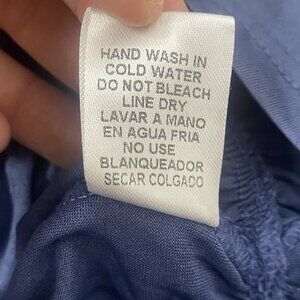 HAND WASH IN
COLD WATER
DO NOT BLEACH
LINE DRY
LAVAR A MANO
EN AGUA FRIA
NO USE
BLANQUEADOR
SECAR COLGADO